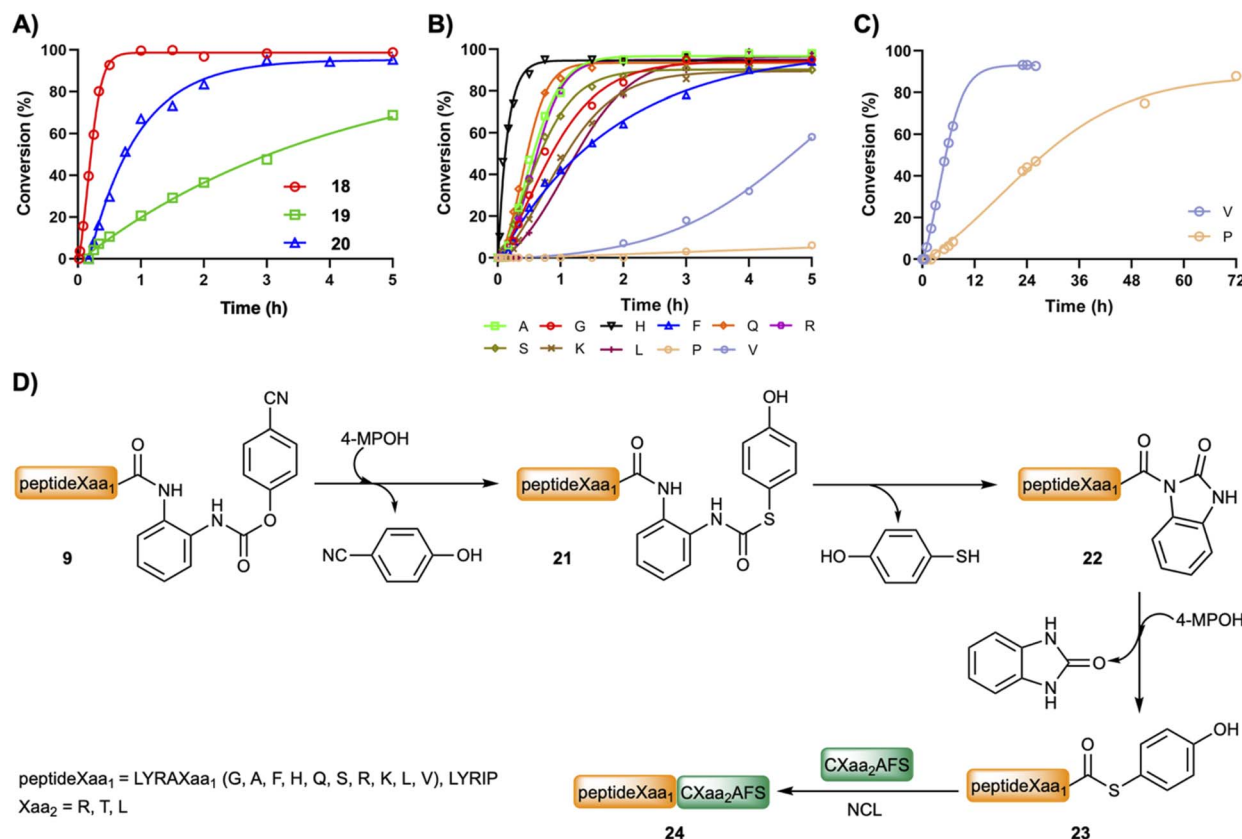 A)
Conversion (%)
100
80
60
40
20
0
0 1 2 3 4 5
Time (h)
18
19
20
B)
Conversion (%)
100
80
60
40
20
0
0 1 2 3 4 5
Time (h)
A G H F Q R
S K L P V
C)
Conversion (%)
100
80
60
40
20
0
0 12 24 36 48 60 72
Time (h)
V
P
D)
peptideXaa1
O
NH
NH
O
O
CN
9
4-MPOH
NC OH
peptideXaa1
O
NH
NH
O
S
OH
21
HO SH
peptideXaa1
O
N
O
NH
22
4-MPOH
H
N
O
N
H
peptideXaa1
O
S
OH
23
CXaa2AFS
NCL
peptideXaa1 CXaa2AFS
24
peptideXaa1 = LYRAXaa1 (G, A, F, H, Q, S, R, K, L, V), LYRIP
Xaa2 = R, T, L